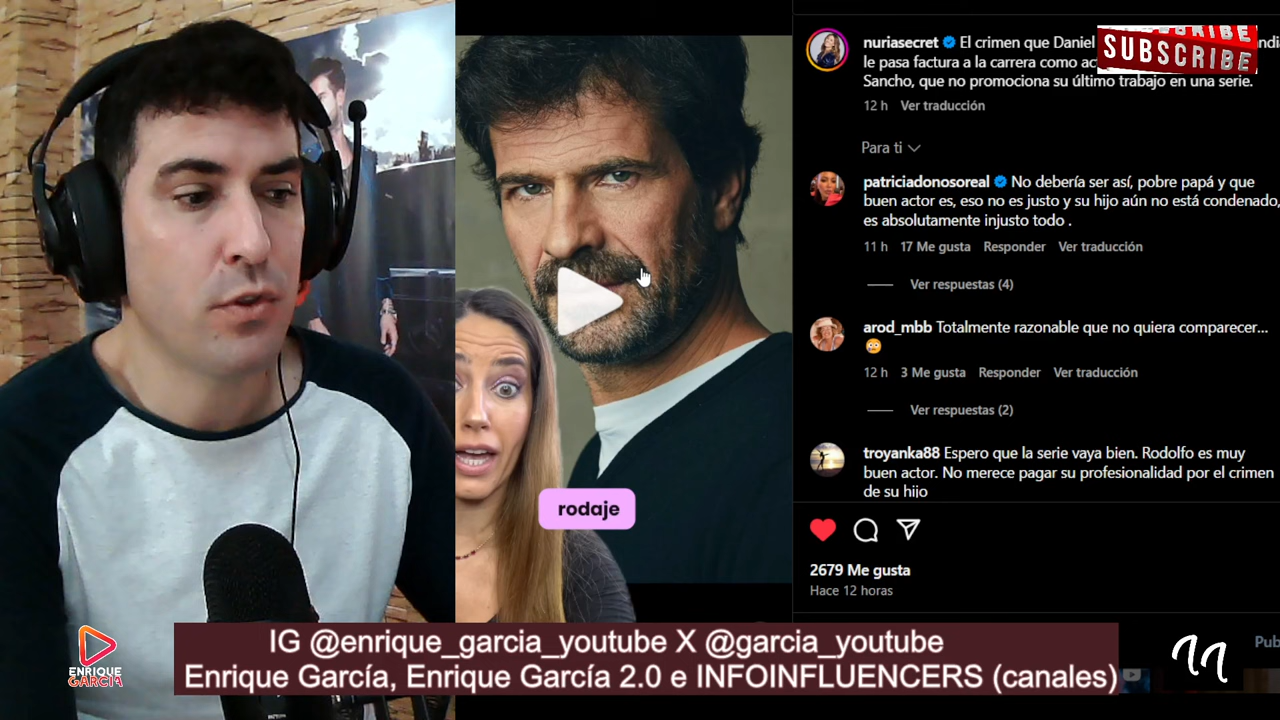 nuriasecret El crimen que Daniel
le pasa factura a la carrera como
Sancho, que no promociona su último trabajo en una serie.
12 h Ver traducción
Para ti
patriciadonosoreal No debería ser así, pobre papá y que
buen actor es, eso no es justo y su hijo aún no está condenado,
es absolutamente injusto todo .
11 h 17 Me gusta Responder Ver traducción
Ver respuestas (4)
arod_mbb Totalmente razonable que no quiera comparecer...
12 h 3 Me gusta Responder Ver traducción
Ver respuestas (2)
troyanka88 Espero que la serie vaya bien. Rodolfo es muy
buen actor. No merece pagar su profesionalidad por el crimen
de su hijo
2679 Me gusta
Hace 12 horas
SUBSCRIBE
SUBSCRIBE
rodaje
IG @enrique_garcia_youtube X @garcia_youtube
Enrique García, Enrique García 2.0 e INFOINFLUENCERS (canales)
ENRIQUE
GARCÍA